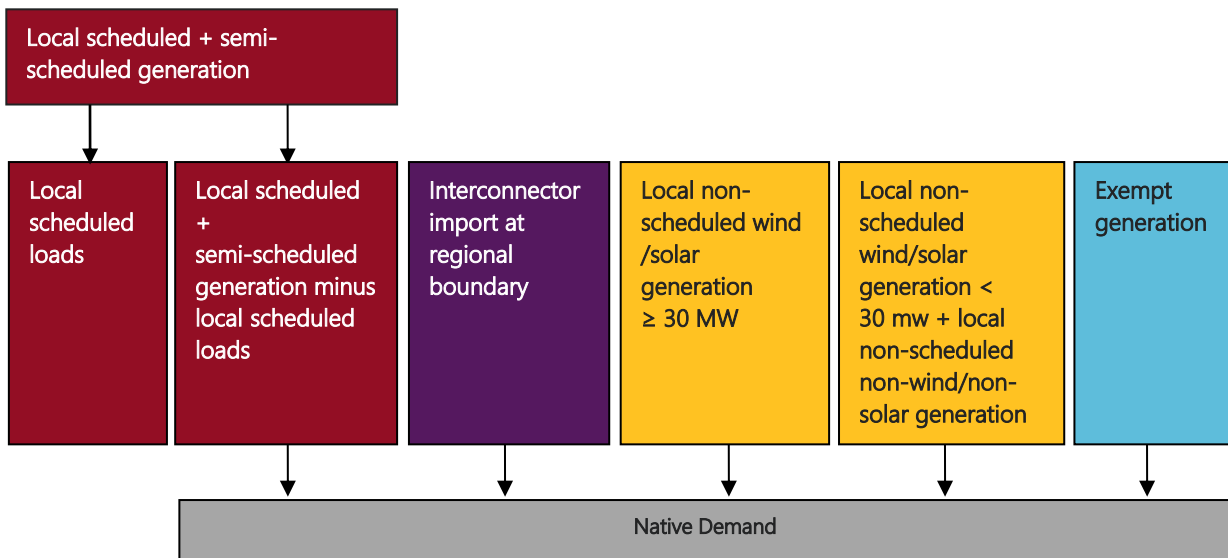 Local scheduled + semi-
scheduled generation
Local
scheduled
loads
Local scheduled
+
semi-scheduled
generation minus
local scheduled
loads
Interconnector
import at
regional
boundary
Local non-
scheduled wind
/solar
generation
≥ 30 MW
Local non-
scheduled
wind/solar
generation <
30 mw + local
non-scheduled
non-wind/non-
solar generation
Exempt
generation
Native Demand